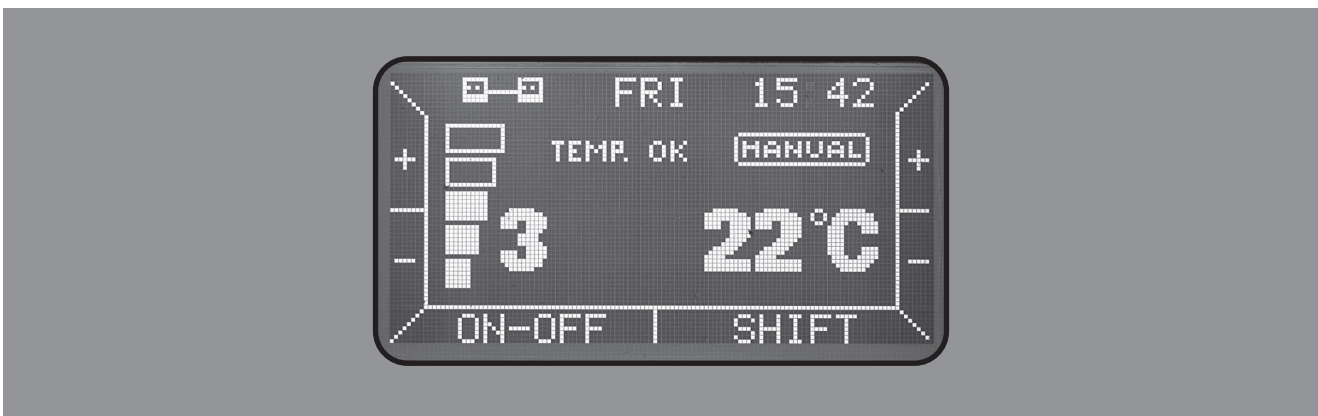 FRI 15:42
TEMP. OK MANUAL
+ +
3 22°C
- -
ON-OFF SHIFT